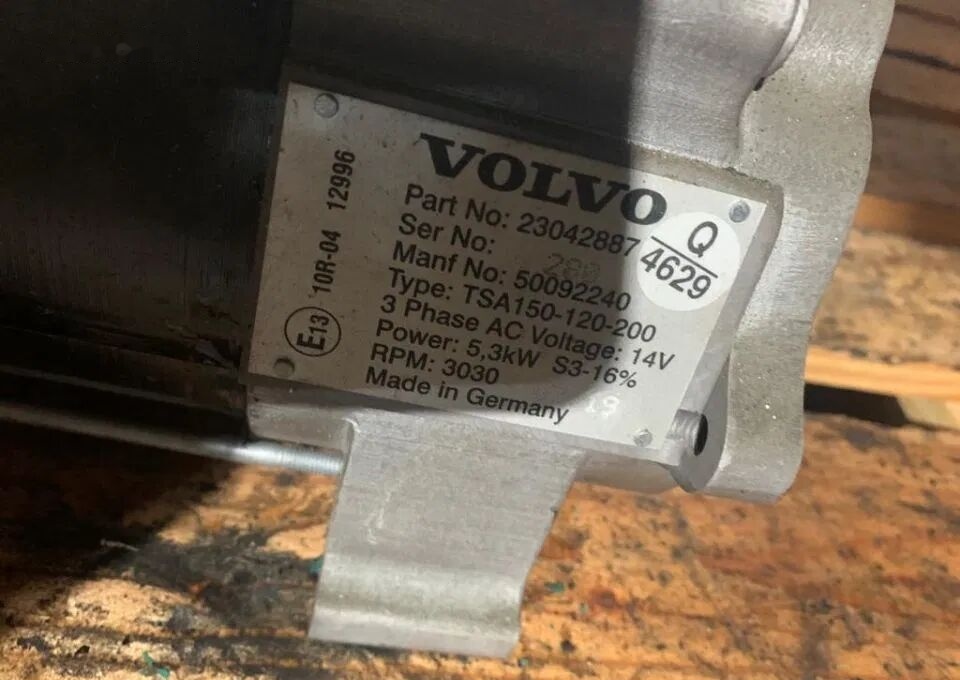 VOLVO
Part No: 23042887
Ser No:
Manf No: 50092240
Type: TSA150-120-200
3 Phase AC Voltage: 14V
Power: 5,3kW S3-16%
RPM: 3030
Made in Germany
Q
4629
E13 10R-04 12996